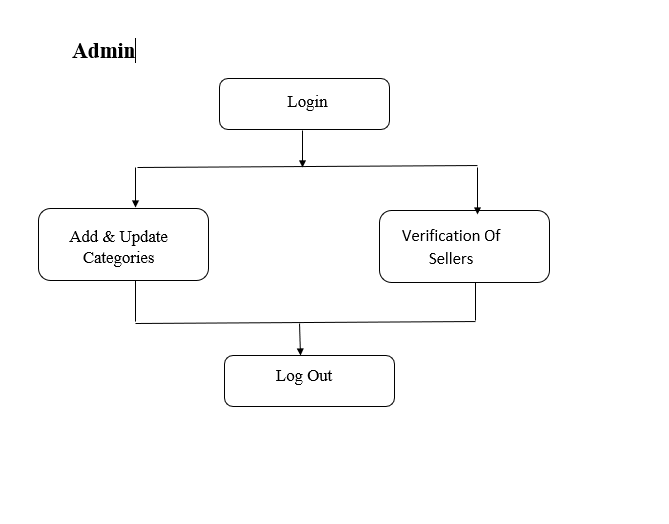 Admin
Login
Add & Update
Categories
Verification Of
Sellers
Log Out